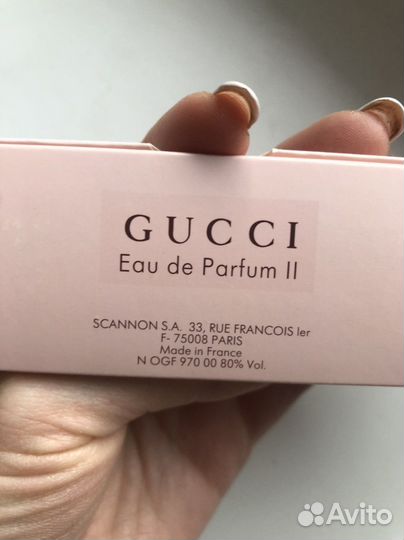 GUCCI
Eau de Parfum II
SCANNON S.A. 33, RUE FRANCOIS Ier
F- 75008 PARIS
Made in France
N OGF 970 00 80% Vol.
Avito